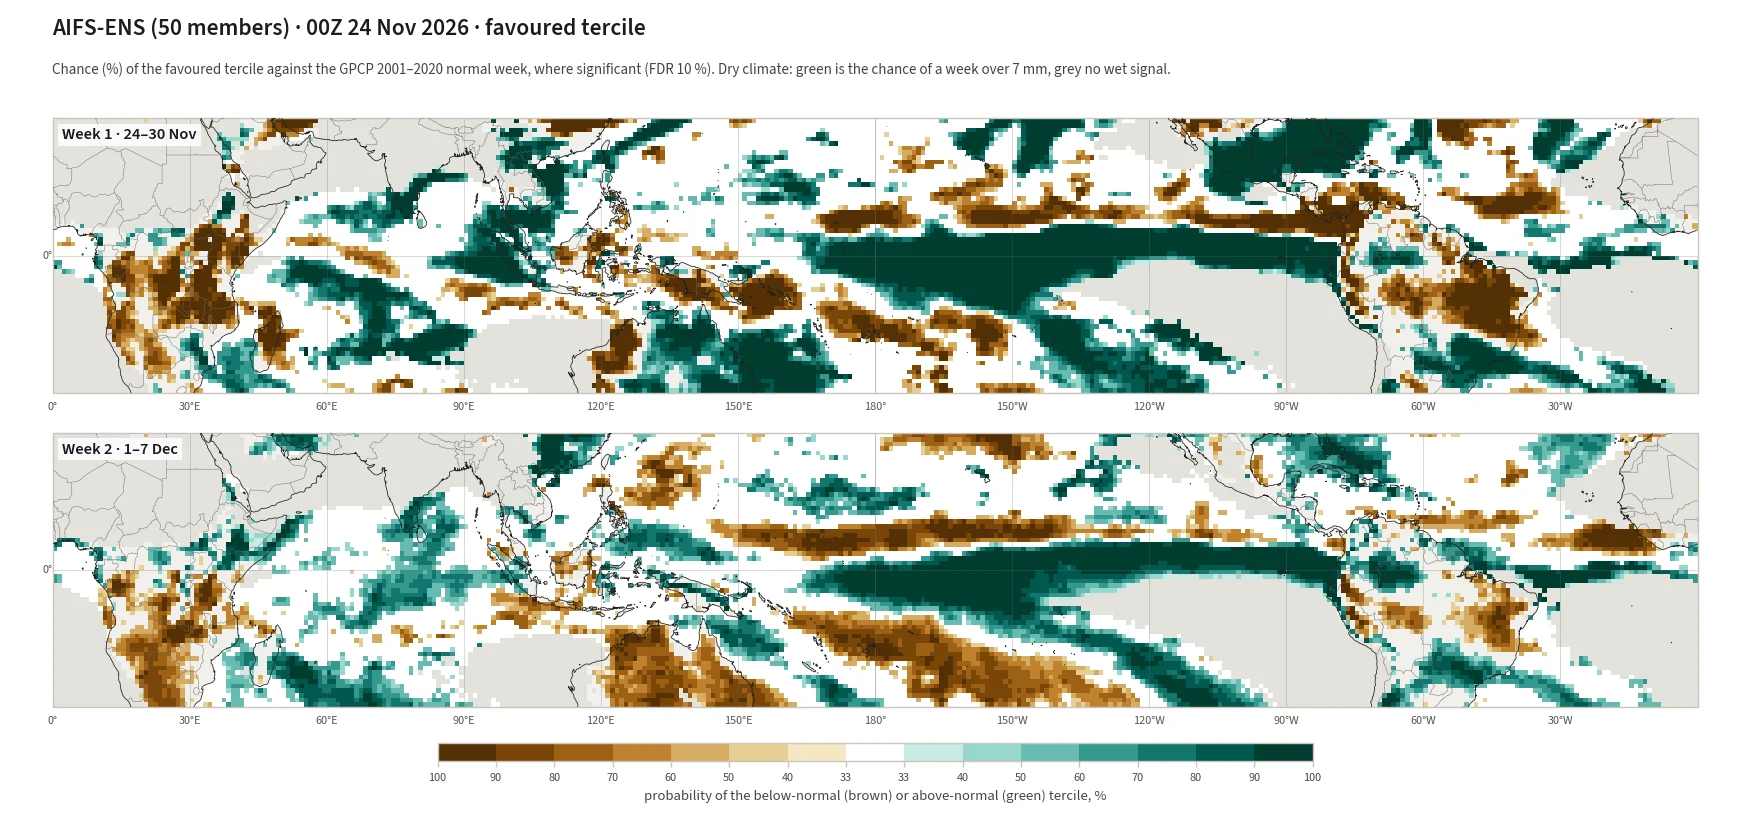 AIFS-ENS (50 members) · 00Z 24 Nov 2026 · favoured tercile
Chance (%) of the favoured tercile against the GPCP 2001–2020 normal week, where significant (FDR 10 %). Dry climate: green is the chance of a week over 7 mm, grey no wet signal.
Week 1 · 24–30 Nov
0°
0° 30°E 60°E 90°E 120°E 150°E 180° 150°W 120°W 90°W 60°W 30°W
Week 2 · 1–7 Dec
0°
0° 30°E 60°E 90°E 120°E 150°E 180° 150°W 120°W 90°W 60°W 30°W
100 90 80 70 60 50 40 33 33 40 50 60 70 80 90 100
probability of the below-normal (brown) or above-normal (green) tercile, %